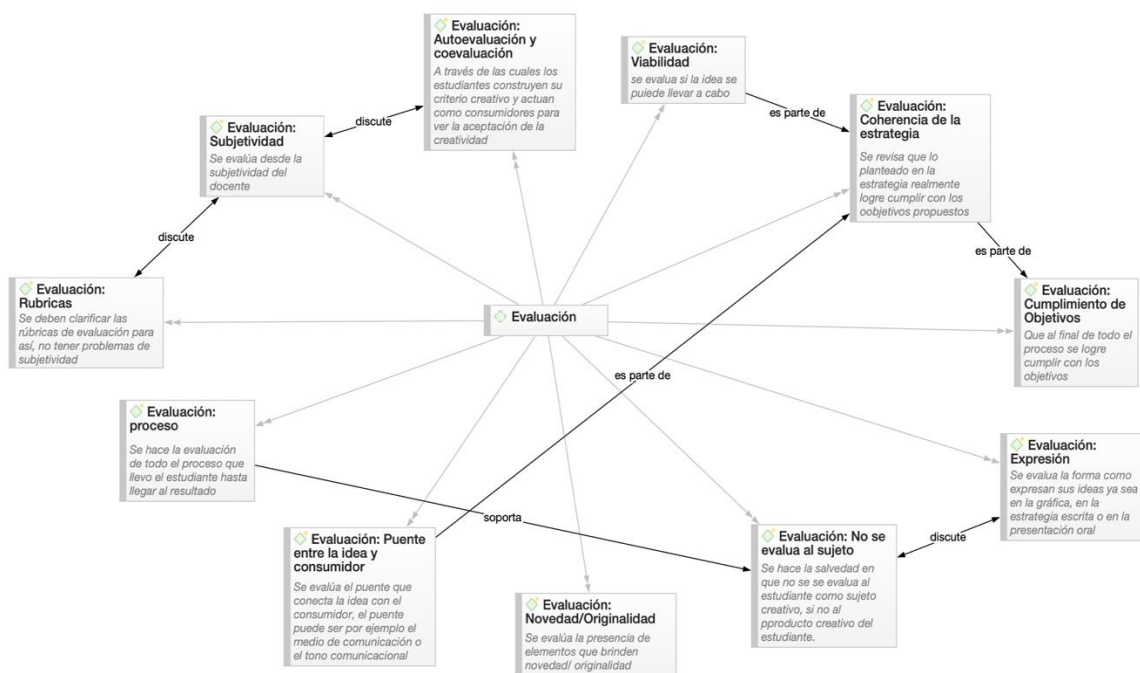 Evaluación:
Autoevaluación y
coevaluación
A través de las cuales los
estudiantes construyen su
criterio creativo y actuan
como consumidores para
ver la aceptación de la
creatividad
Evaluación:
Viabilidad
se evalua si la idea se
puiede llevar a cabo
discute
es parte de
Evaluación:
Subjetividad
Se evalúa desde la
subjetividad del
docente
Evaluación:
Coherencia de la
estrategia
Se revisa que lo
planteado en la
estrategia realmente
logre cumplir con los
oobjetivos propuestos
discute
es parte de
Evaluación:
Rubricas
Se deben clarificar las
rúbricas de evaluación para
así, no tener problemas de
subjetividad
Evaluación
Evaluación:
Cumplimiento de
Objetivos
Que al final de todo el
proceso se logre
cumplir con los
objetivos
es parte de
Evaluación:
proceso
Se hace la evaluación
de todo el proceso que
llevo el estudiante hasta
llegar al resultado
Evaluación:
Expresión
Se evalua la forma como
expresan sus ideas ya sea
en la gráfica, en la
estrategia escrita o en la
presentación oral
soporta
discute
Evaluación: Puente
entre la idea y
consumidor
Se evalúa el puente que
conecta la idea con el
consumidor, el puente
puede ser por ejemplo el
medio de comunicación o
el tono comunicacional
Evaluación:
Novedad/Originalidad
Se evalúa la presencia de
elementos que brinden
novedad/ originalidad
Evaluación: No se
evalua al sujeto
Se hace la salvedad en
que no se se evalua al
estudiante como sujeto
creativo, si no al
pproducto creativo del
estudiante.